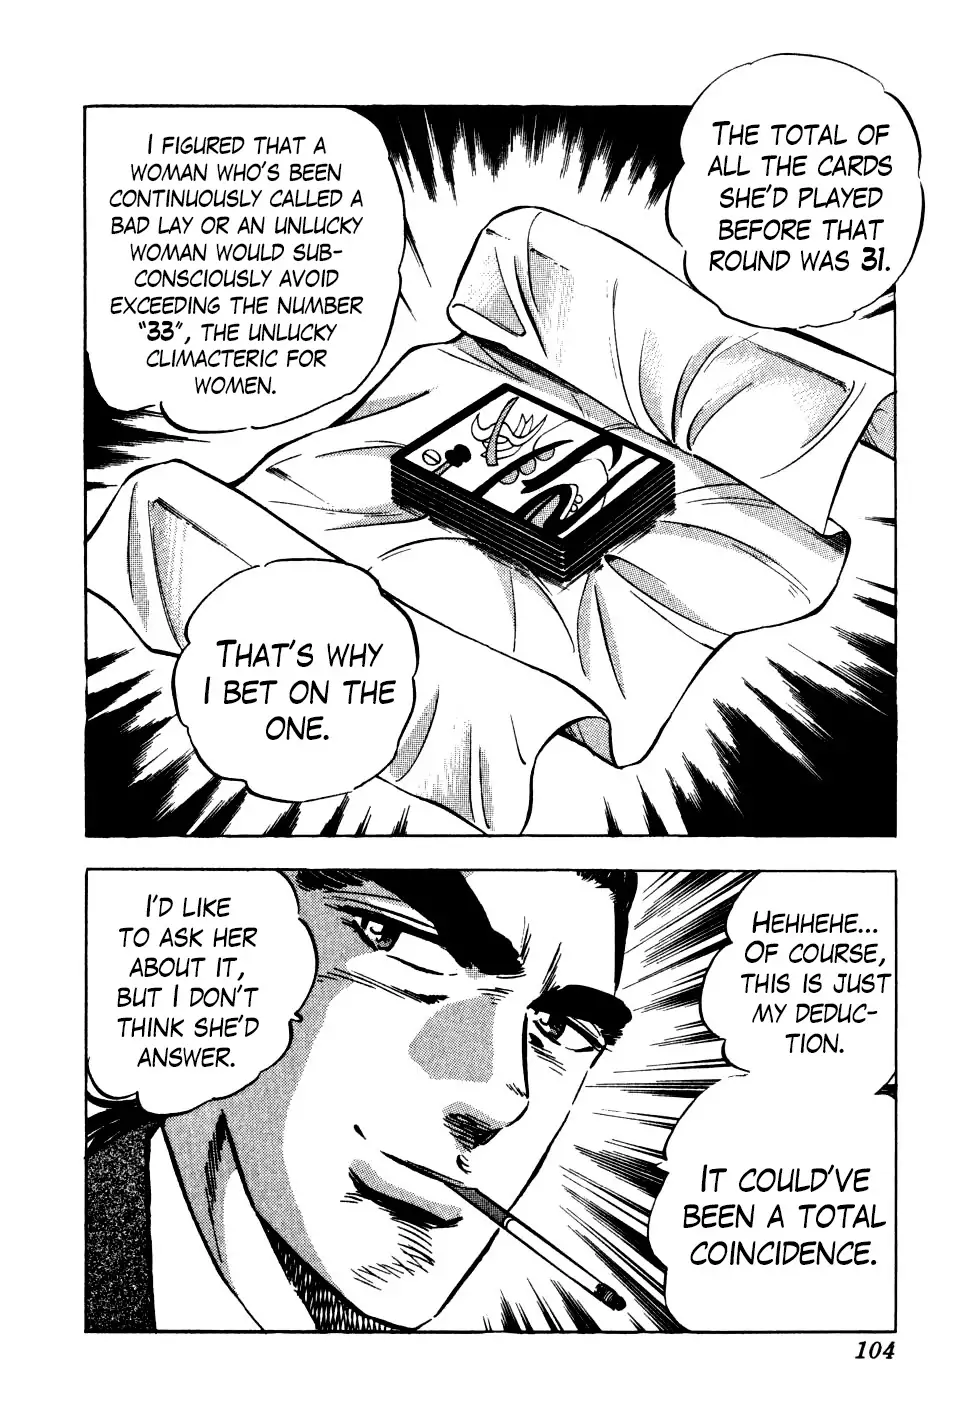 THE TOTAL OF
ALL THE CARDS
SHE'D PLAYED
BEFORE THAT
ROUND WAS 31.
I FIGURED THAT A
WOMAN WHO'S BEEN
CONTINUOUSLY CALLED A
BAD LAY OR AN UNLUCKY
WOMAN WOULD SUB-
CONSCIOUSLY AVOID
EXCEEDING THE NUMBER
"33", THE UNLUCKY
CLIMACTERIC FOR
WOMEN.
THAT'S WHY
I BET ON THE
ONE.
HEHHEHE...
OF COURSE,
THIS IS JUST
MY DEDUC-
TION.
IT COULD'VE
BEEN A TOTAL
COINCIDENCE.
I'D LIKE
TO ASK HER
ABOUT IT,
BUT I DON'T
THINK SHE'D
ANSWER.
104